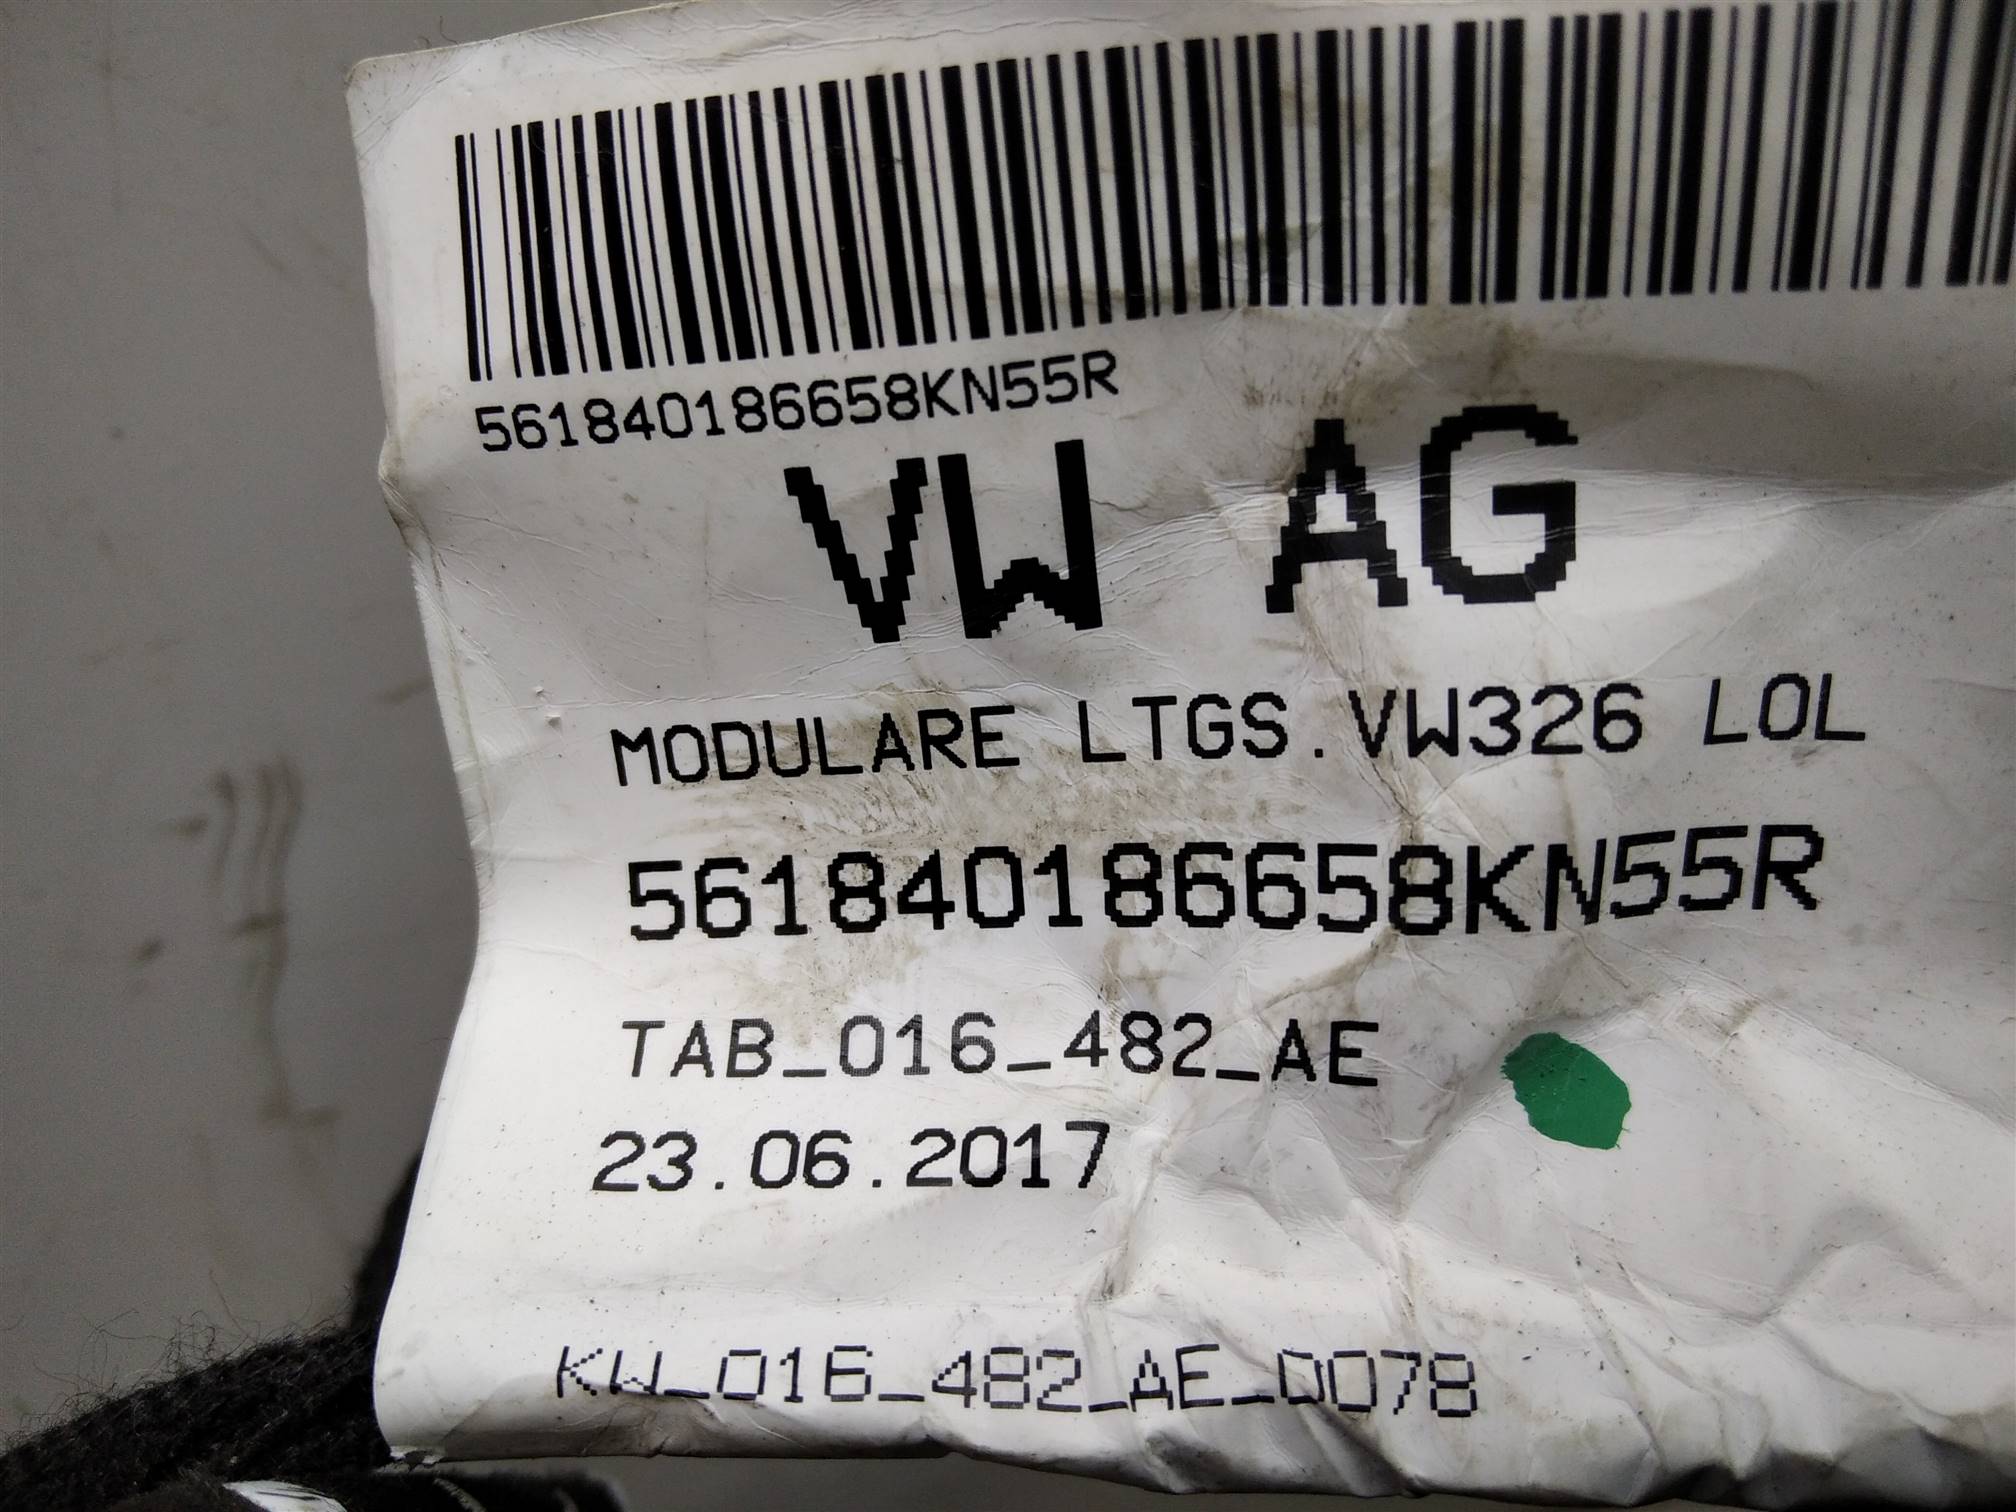 561840186658KN55R
VW AG
MODULARE LTGS.VW326 LOL
561840186658KN55R
TAB_016_482_AE
23.06.2017
KW_016_482_AE_0078